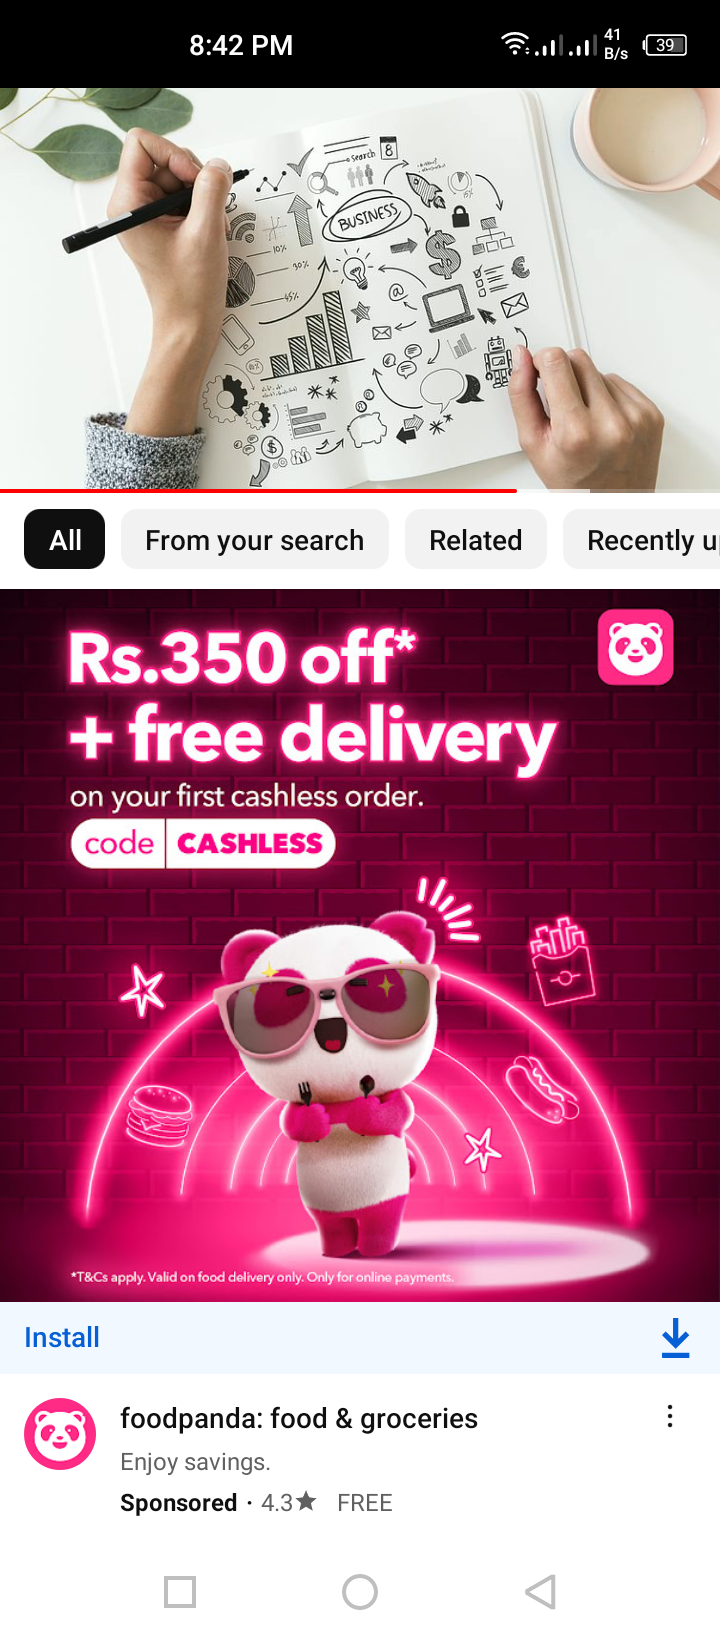 8:42 PM
41
B/s
39
search
8
BUSINESS
15%
10%
30%
45%
All
From your search
Related
Recently u
Rs.350 off*
+ free delivery
on your first cashless order.
code CASHLESS
*T&Cs apply. Valid on food delivery only. Only for online payments.
Install
foodpanda: food & groceries
Enjoy savings.
Sponsored · 4.3★ FREE